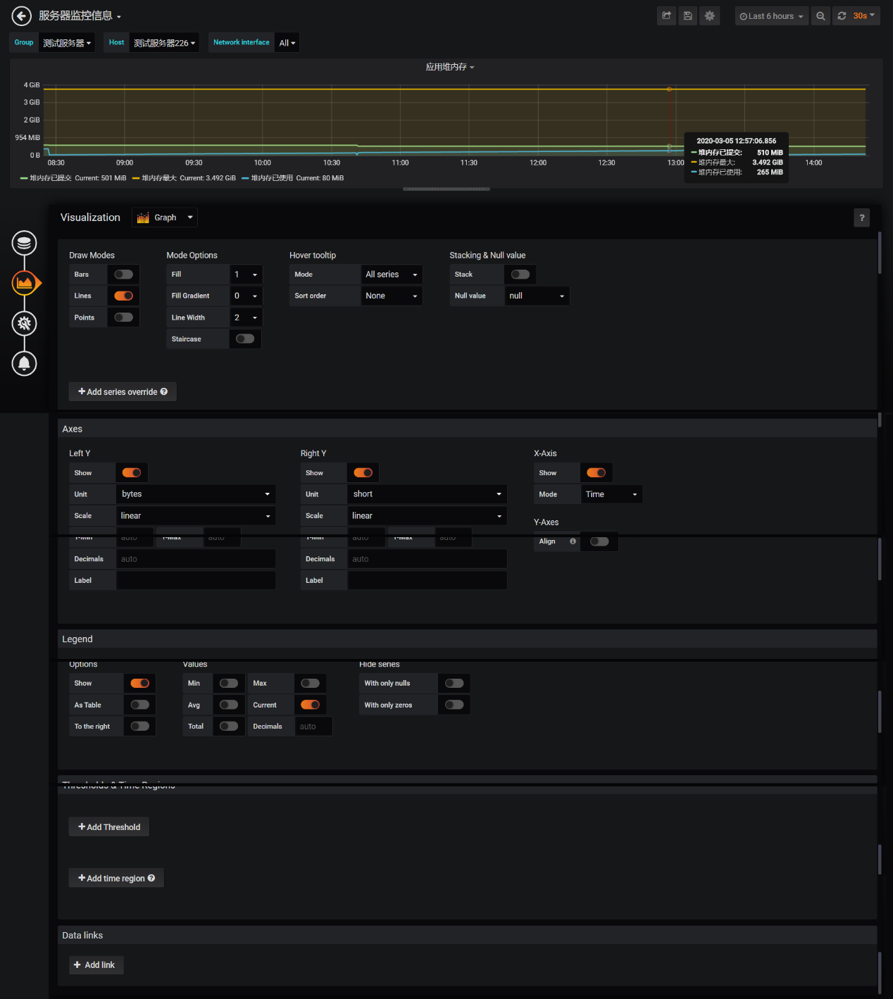 服务器监控信息
Last 6 hours
30s
Group 测试服务器 Host 测试服务器226 Network interface All
应用堆内存
4 GiB
3 GiB
2 GiB
954 MiB
0 B
08:30 09:00 09:30 10:00 10:30 11:00 11:30 12:00 12:30 13:00 14:00
2020-03-05 12:57:06.856
堆内存已提交: 510 MiB
堆内存最大: 3.492 GiB
堆内存已使用: 265 MiB
堆内存已提交 Current: 501 MiB 堆内存最大 Current: 3.492 GiB 堆内存已使用 Current: 80 MiB
Visualization Graph ?
Draw Modes Mode Options Hover tooltip Stacking & Null value
Bars Fill 1 Mode All series Stack
Lines Fill Gradient 0 Sort order None Null value null
Points Line Width 2
Staircase
+ Add series override ?
Axes
Left Y Right Y X-Axis
Show Show Show
Unit bytes Unit short Mode Time
Scale linear Scale linear
Y-Axes
Y-Min auto Y-Max auto Y-Min auto Y-Max auto
Align
Decimals auto Decimals auto
Label Label
Legend
Options Values Hide series
Show Min Max With only nulls
As Table Avg Current With only zeros
To the right Total Decimals auto
Thresholds & Time Regions
+ Add Threshold
+ Add time region ?
Data links
+ Add link